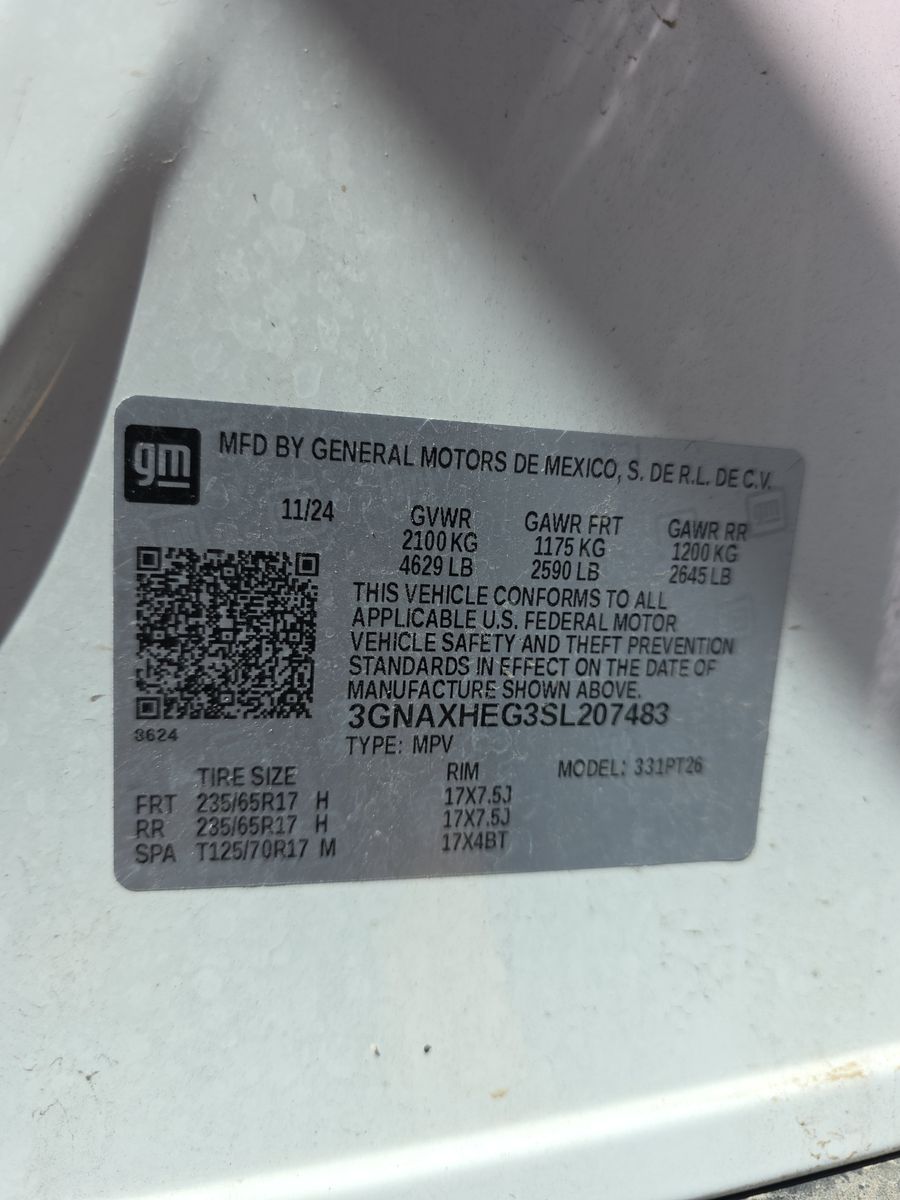 gm
MFD BY GENERAL MOTORS DE MEXICO, S. DE R.L. DE C.V.
11/24 GVWR GAWR FRT GAWR RR
2100 KG 1175 KG 1200 KG
4629 LB 2590 LB 2645 LB
THIS VEHICLE CONFORMS TO ALL
APPLICABLE U.S. FEDERAL MOTOR
VEHICLE SAFETY AND THEFT PREVENTION
STANDARDS IN EFFECT ON THE DATE OF
MANUFACTURE SHOWN ABOVE.
3GNAXHEG3SL207483
3624
TYPE: MPV
TIRE SIZE RIM MODEL: 331PT26
FRT 235/65R17 H 17X7.5J
RR 235/65R17 H 17X7.5J
SPA T125/70R17 M 17X4BT